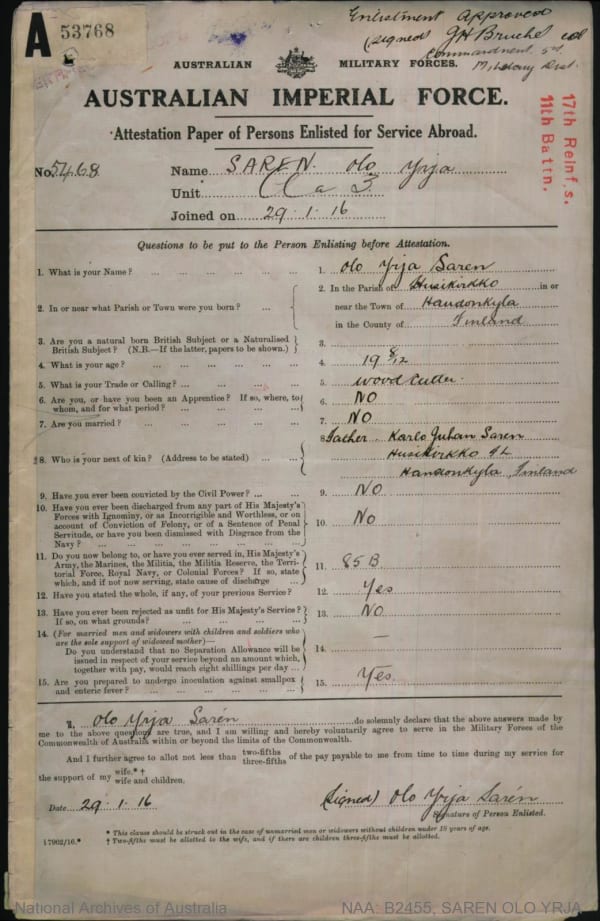 A 53768
Enlistment Approved
(signed) GH Bruche Col
Commandant 5th
Military Dist.
AUSTRALIAN MILITARY FORCES.
AUSTRALIAN IMPERIAL FORCE.
Attestation Paper of Persons Enlisted for Service Abroad.
17th Reinf,s.
11th Battn.
No. 5468 Name SAREN Olo Yrja
Unit
Joined on 29.1.16
Questions to be put to the Person Enlisting before Attestation.
1. What is your Name? ... 1. Olo Yrja Saren
2. In or near what Parish or Town were you born? ... 2. In the Parish of Husikirkko in or
near the Town of Handonkyla
in the County of Finland
3. Are you a natural born British Subject or a Naturalised
British Subject? (N.B.—If the latter, papers to be shown.) 3.
4. What is your age? ... 4. 19 8/12
5. What is your Trade or Calling? ... 5. Wood Cutter.
6. Are you, or have you been an Apprentice? If so, where, to
whom, and for what period? ... 6. NO
7. Are you married? ... 7. NO
8. Who is your next of kin? (Address to be stated) ... 8. Father. Karlo Juhan Saren
Husikirkko
Handonkyla Finland
9. Have you ever been convicted by the Civil Power? ... 9. NO
10. Have you ever been discharged from any part of His Majesty's
Forces with Ignominy, or as Incorrigible and Worthless, or on
account of Conviction of Felony, or of a Sentence of Penal
Servitude, or have you been Dismissed with Disgrace from the
Navy? ... 10. No
11. Do you now belong to, or have you ever served in, His Majesty's
Army, the Marines, the Militia, the Militia Reserve, the Terri-
torial Force, Royal Navy, or Colonial Forces? If so, state
which, and if not now serving, state cause of discharge ... 11. 85 B
12. Have you stated the whole, if any, of your previous Service? 12. Yes
13. Have you ever been rejected as unfit for His Majesty's Service?
If so, on what grounds? ... 13. No
14. (For married men and widowers with children and soldiers who
are the sole support of widowed mother)—
Do you understand that no Separation Allowance will be
issued in respect of your service beyond an amount which,
together with pay, would reach eight shillings per day ... 14. —
15. Are you prepared to undergo inoculation against smallpox
and enteric fever? ... 15. Yes.
I, Olo Yrja Sarén do solemnly declare that the above answers made by
me to the above questions are true, and I am willing and hereby voluntarily agree to serve in the Military Forces of the
Commonwealth of Australia within or beyond the limits of the Commonwealth.
And I further agree to allot not less than two-fifths three-fifths of the pay payable to me from time to time during my service for
the support of my wife.* † wife and children.
Date 29.1.16 (Signed) Olo Yrja Sarén
Signature of Person Enlisted.
* This clause should be struck out in the case of unmarried men or widowers without children under 18 years of age.
17902/16.* † Two-fifths must be allotted to the wife, and if there are children three-fifths must be allotted.
National Archives of Australia NAA: B2455, SAREN OLO YRJA